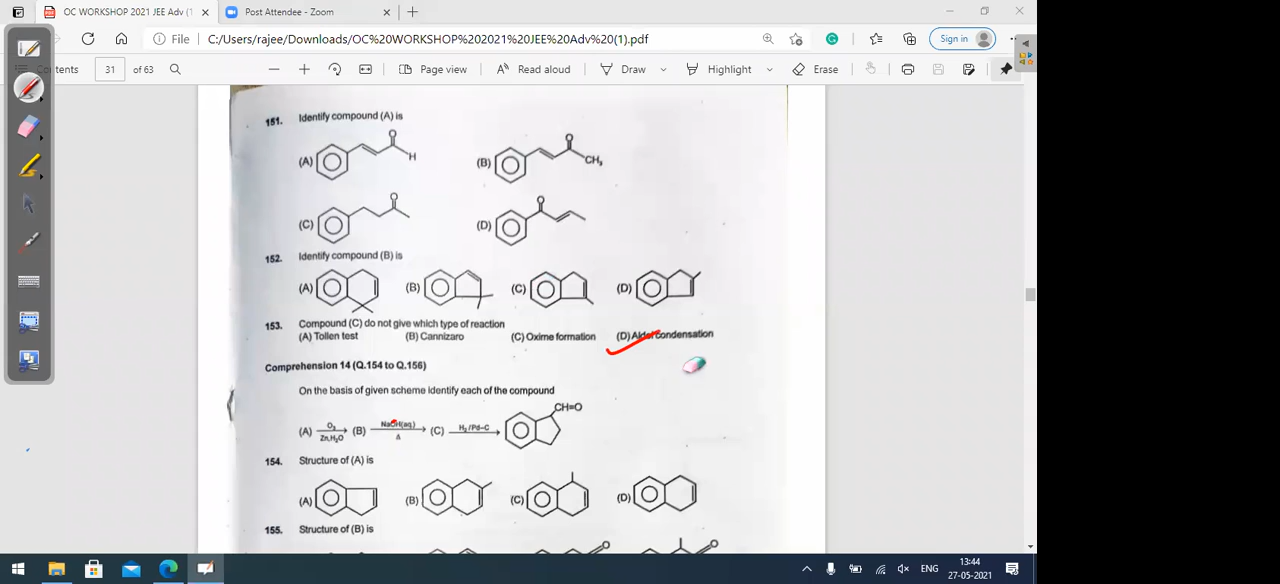 OC WORKSHOP 2021 JEE Adv (1 × Post Attendee - Zoom ×
File C:/Users/rajee/Downloads/OC%20WORKSHOP%202021%20JEE%20Adv%20(1).pdf Sign in
ntents 31 of 63 Page view Read aloud Draw Highlight Erase
151. Identify compound (A) is
(A) O H (B) O CH₃
(C) O (D) O
152. Identify compound (B) is
(A) (B) (C) (D)
153. Compound (C) do not give which type of reaction
(A) Tollen test (B) Cannizaro (C) Oxime formation (D) Aldol condensation
Comprehension 14 (Q.154 to Q.156)
On the basis of given scheme identify each of the compound
CH=O
(A) O₃ Zn,H₂O (B) NaOH(aq) Δ (C) H₂/Pd–C
154. Structure of (A) is
(A) (B) (C) (D)
155. Structure of (B) is
O O
ENG 13:44
27-05-2021